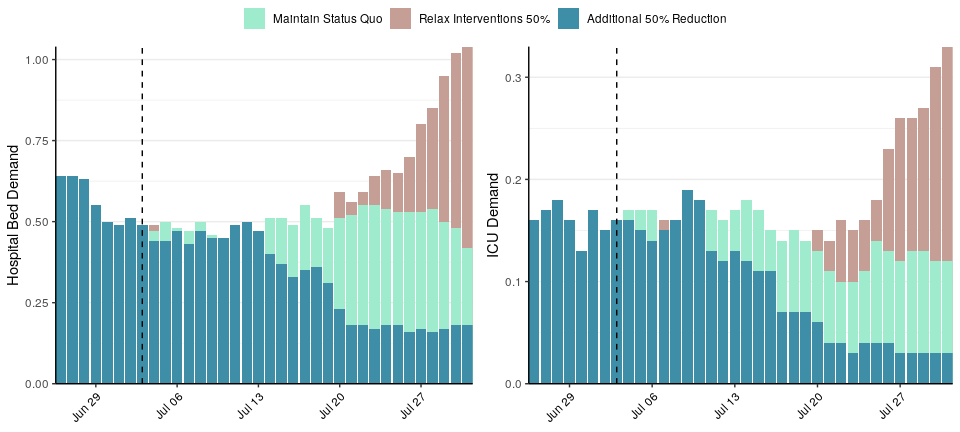 Maintain Status Quo Relax Interventions 50% Additional 50% Reduction
Hospital Bed Demand
1.00
0.75
0.50
0.25
0.00
Jun 29 Jul 06 Jul 13 Jul 20 Jul 27
ICU Demand
0.3
0.2
0.1
0.0
Jun 29 Jul 06 Jul 13 Jul 20 Jul 27